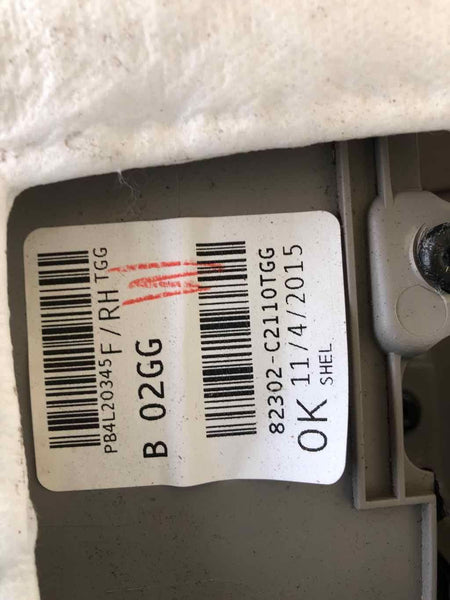 PB4L20345 F/RH TGG
B 02GG
82302-C2110TGG
OK 11/4/2015
SHEL